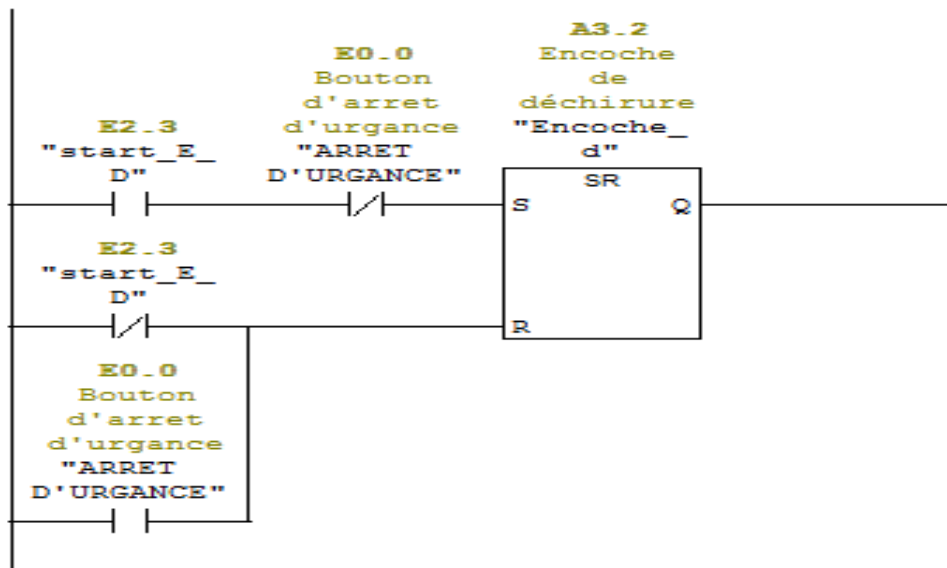 A3.2
Encoche
de
déchirure
"Encoche_
d"
E0.0
Bouton
d'arret
d'urgance
"ARRET
D'URGANCE"
E2.3
"start_E_
D"
SR
S
Q
E2.3
"start_E_
D"
R
E0.0
Bouton
d'arret
d'urgance
"ARRET
D'URGANCE"